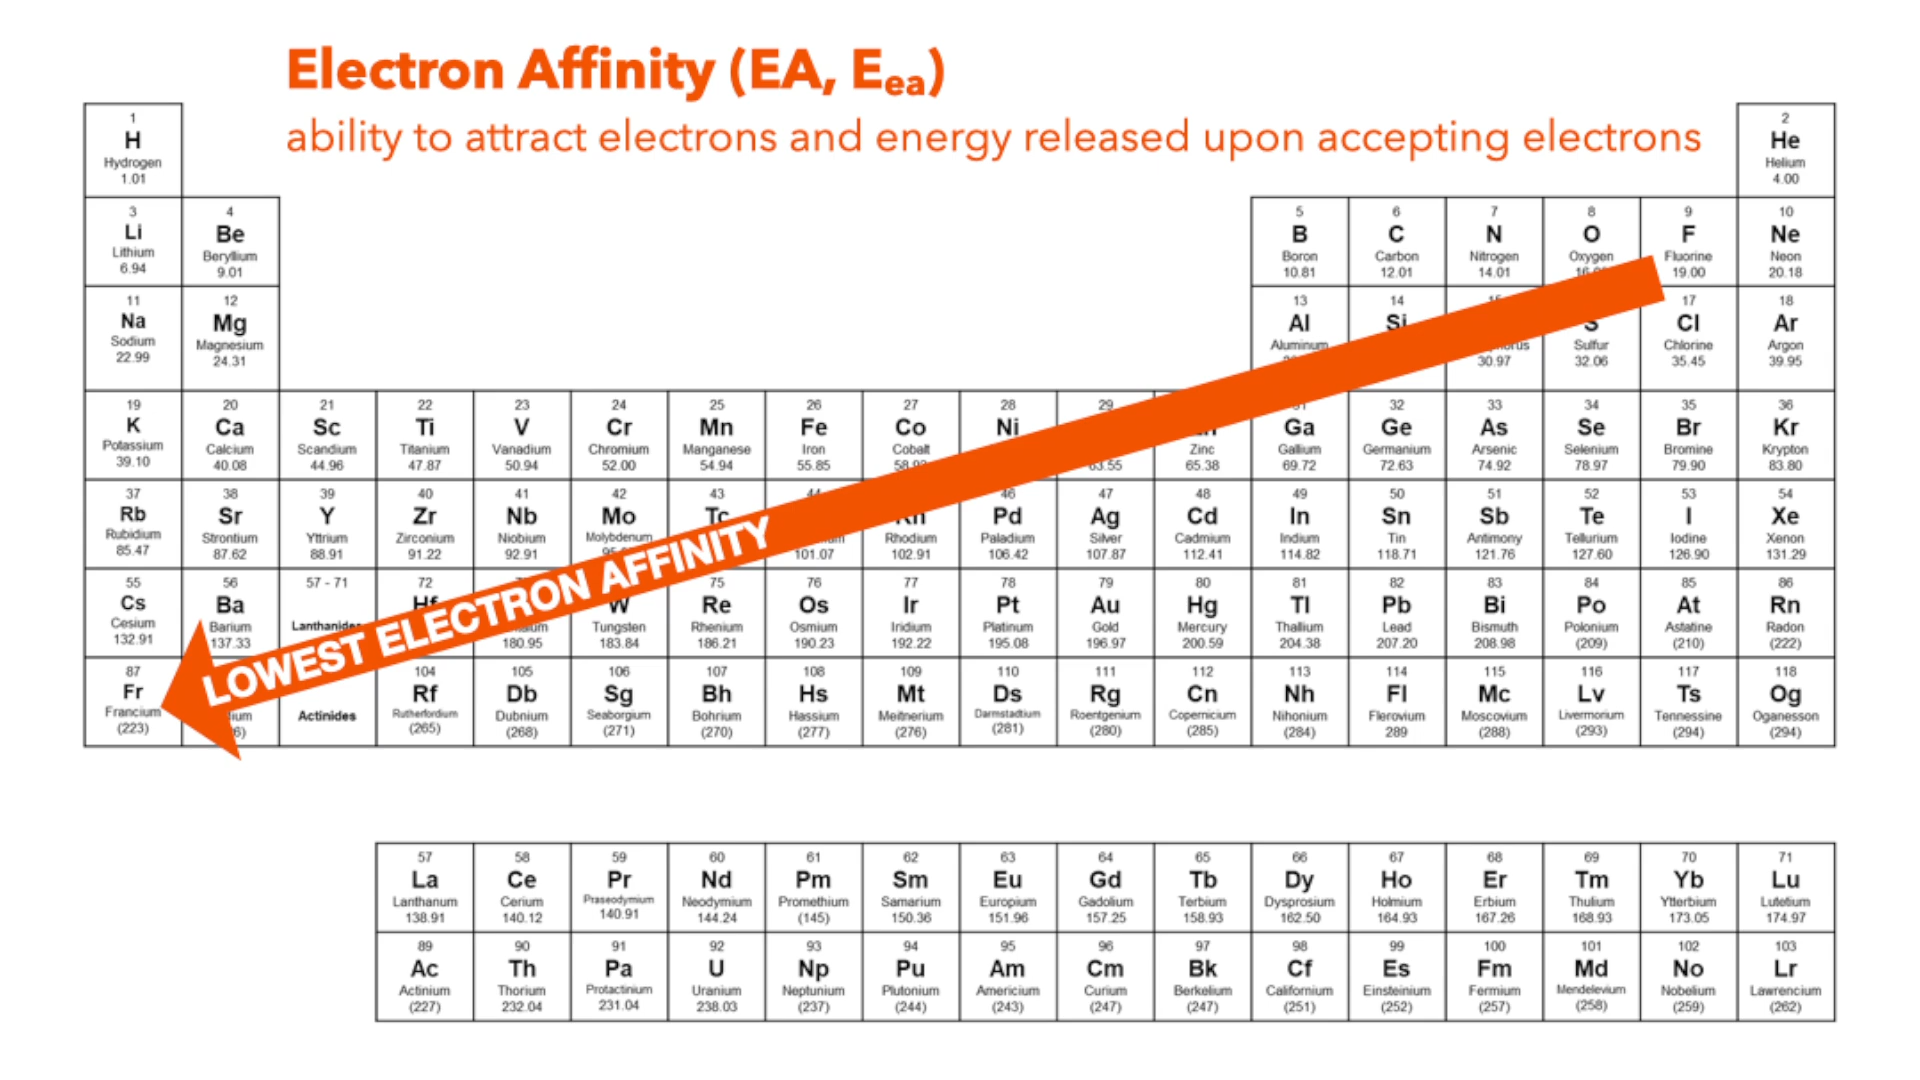 Electron Affinity (EA, Eea)
ability to attract electrons and energy released upon accepting electrons
1 2
H He
Hydrogen Helium
1.01 4.00
3 4 5 6 7 8 9 10
Li Be B C N O F Ne
Lithium Beryllium Boron Carbon Nitrogen Oxygen Fluorine Neon
6.94 9.01 10.81 12.01 14.01 19.00 20.18
11 12 13 14 17 18
Na Mg Al Si S Cl Ar
Sodium Magnesium Aluminum Sulfur Chlorine Argon
22.99 24.31 30.97 32.06 35.45 39.95
19 20 21 22 23 24 25 26 27 28 29 32 33 34 35 36
K Ca Sc Ti V Cr Mn Fe Co Ni Ga Ge As Se Br Kr
Potassium Calcium Scandium Titanium Vanadium Chromium Manganese Iron Cobalt Zinc Gallium Germanium Arsenic Selenium Bromine Krypton
39.10 40.08 44.96 47.87 50.94 52.00 54.94 55.85 63.55 65.38 69.72 72.63 74.92 78.97 79.90 83.80
37 38 39 40 41 42 43 46 47 48 49 50 51 52 53 54
Rb Sr Y Zr Nb Mo Tc Rh Pd Ag Cd In Sn Sb Te I Xe
Rubidium Strontium Yttrium Zirconium Niobium Molybdenum Rhodium Paladium Silver Cadmium Indium Tin Antimony Tellurium Iodine Xenon
85.47 87.62 88.91 91.22 92.91 101.07 102.91 106.42 107.87 112.41 114.82 118.71 121.76 127.60 126.90 131.29
55 56 57 - 71 72 75 76 77 78 79 80 81 82 83 84 85 86
Cs Ba Hf W Re Os Ir Pt Au Hg Tl Pb Bi Po At Rn
Cesium Barium Lanthanides Tungsten Rhenium Osmium Iridium Platinum Gold Mercury Thallium Lead Bismuth Polonium Astatine Radon
132.91 137.33 180.95 183.84 186.21 190.23 192.22 195.08 196.97 200.59 204.38 207.20 208.98 (209) (210) (222)
LOWEST ELECTRON AFFINITY
87 104 105 106 107 108 109 110 111 112 113 114 115 116 117 118
Fr Rf Db Sg Bh Hs Mt Ds Rg Cn Nh Fl Mc Lv Ts Og
Francium Actinides Rutherfordium Dubnium Seaborgium Bohrium Hassium Meitnerium Darmstadtium Roentgenium Copernicium Nihonium Flerovium Moscovium Livermorium Tennessine Oganesson
(223) (265) (268) (271) (270) (277) (276) (281) (280) (285) (284) 289 (288) (293) (294) (294)
57 58 59 60 61 62 63 64 65 66 67 68 69 70 71
La Ce Pr Nd Pm Sm Eu Gd Tb Dy Ho Er Tm Yb Lu
Lanthanum Cerium Praseodymium Neodymium Promethium Samarium Europium Gadolium Terbium Dysprosium Holmium Erbium Thulium Ytterbium Lutetium
138.91 140.12 140.91 144.24 (145) 150.36 151.96 157.25 158.93 162.50 164.93 167.26 168.93 173.05 174.97
89 90 91 92 93 94 95 96 97 98 99 100 101 102 103
Ac Th Pa U Np Pu Am Cm Bk Cf Es Fm Md No Lr
Actinium Thorium Protactinium Uranium Neptunium Plutonium Americium Curium Berkelium Californium Einsteinium Fermium Mendelevium Nobelium Lawrencium
(227) 232.04 231.04 238.03 (237) (244) (243) (247) (247) (251) (252) (257) (258) (259) (262)